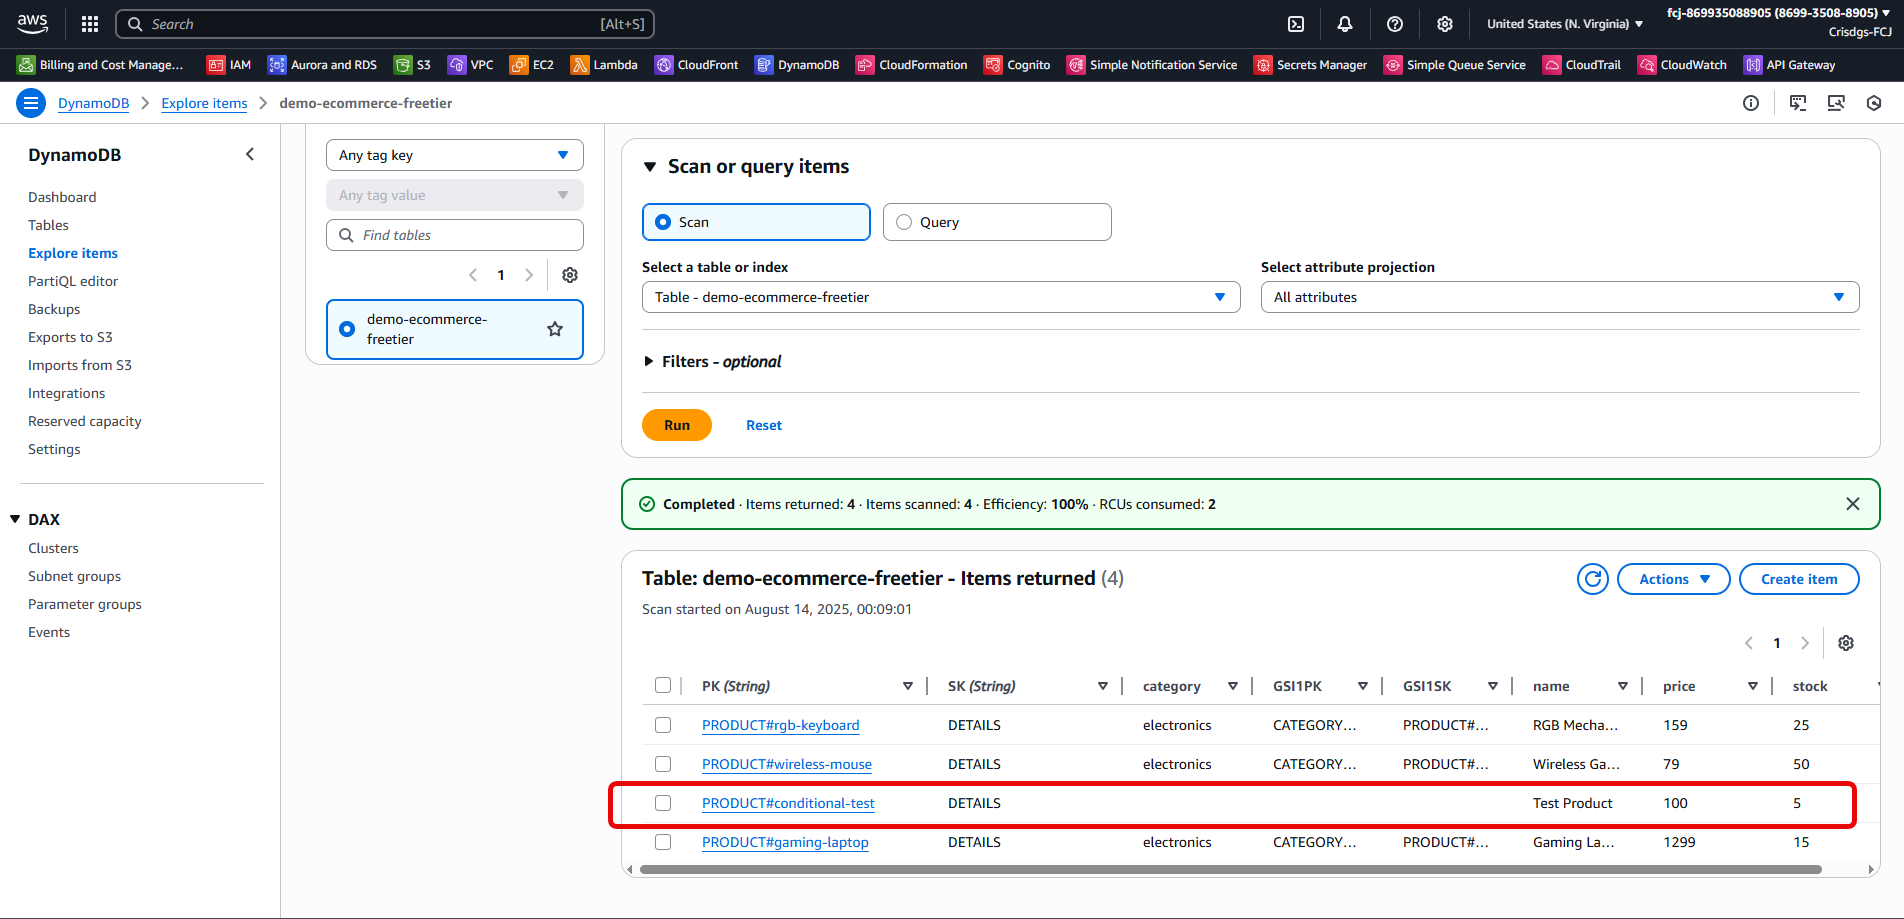 aws
Search
[Alt+S]
United States (N. Virginia)
fcj-869935088905 (8699-3508-8905)
Crisdgs-FCJ
Billing and Cost Manage...
IAM
Aurora and RDS
S3
VPC
EC2
Lambda
CloudFront
DynamoDB
CloudFormation
Cognito
Simple Notification Service
Secrets Manager
Simple Queue Service
CloudTrail
CloudWatch
API Gateway
DynamoDB
Explore items
demo-ecommerce-freetier
DynamoDB
Dashboard
Tables
Explore items
PartiQL editor
Backups
Exports to S3
Imports from S3
Integrations
Reserved capacity
Settings
DAX
Clusters
Subnet groups
Parameter groups
Events
Any tag key
Any tag value
Find tables
1
demo-ecommerce-
freetier
Scan or query items
Scan
Query
Select a table or index
Table - demo-ecommerce-freetier
Select attribute projection
All attributes
Filters - optional
Run
Reset
Completed · Items returned: 4 · Items scanned: 4 · Efficiency: 100% · RCUs consumed: 2
Table: demo-ecommerce-freetier - Items returned (4)
Scan started on August 14, 2025, 00:09:01
Actions
Create item
1
PK (String) SK (String) category GSI1PK GSI1SK name price stock
PRODUCT#rgb-keyboard DETAILS electronics CATEGORY... PRODUCT#... RGB Mecha... 159 25
PRODUCT#wireless-mouse DETAILS electronics CATEGORY... PRODUCT#... Wireless Ga... 79 50
PRODUCT#conditional-test DETAILS Test Product 100 5
PRODUCT#gaming-laptop DETAILS electronics CATEGORY... PRODUCT#... Gaming La... 1299 15